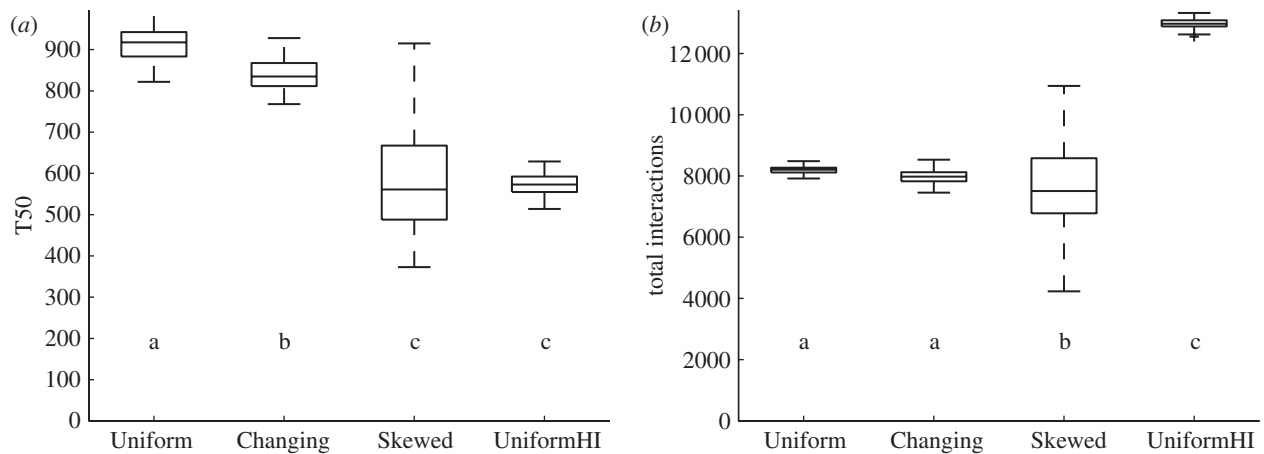 (a)
T50
900
800
700
600
500
400
300
200
100
0
a b c c
Uniform Changing Skewed UniformHI
(b)
total interactions
12 000
10 000
8000
6000
4000
2000
0
a a b c
Uniform Changing Skewed UniformHI